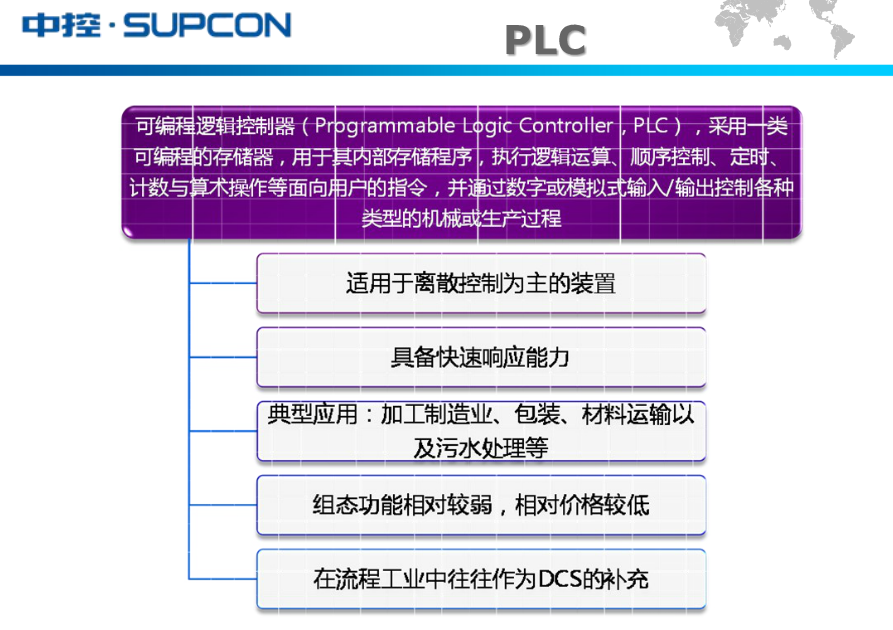 中控·SUPCON
PLC
可编程逻辑控制器（Programmable Logic Controller，PLC），采用一类
可编程的存储器，用于其内部存储程序，执行逻辑运算、顺序控制、定时、
计数与算术操作等面向用户的指令，并通过数字或模拟式输入/输出控制各种
类型的机械或生产过程
适用于离散控制为主的装置
具备快速响应能力
典型应用：加工制造业、包装、材料运输以
及污水处理等
组态功能相对较弱，相对价格较低
在流程工业中往往作为DCS的补充